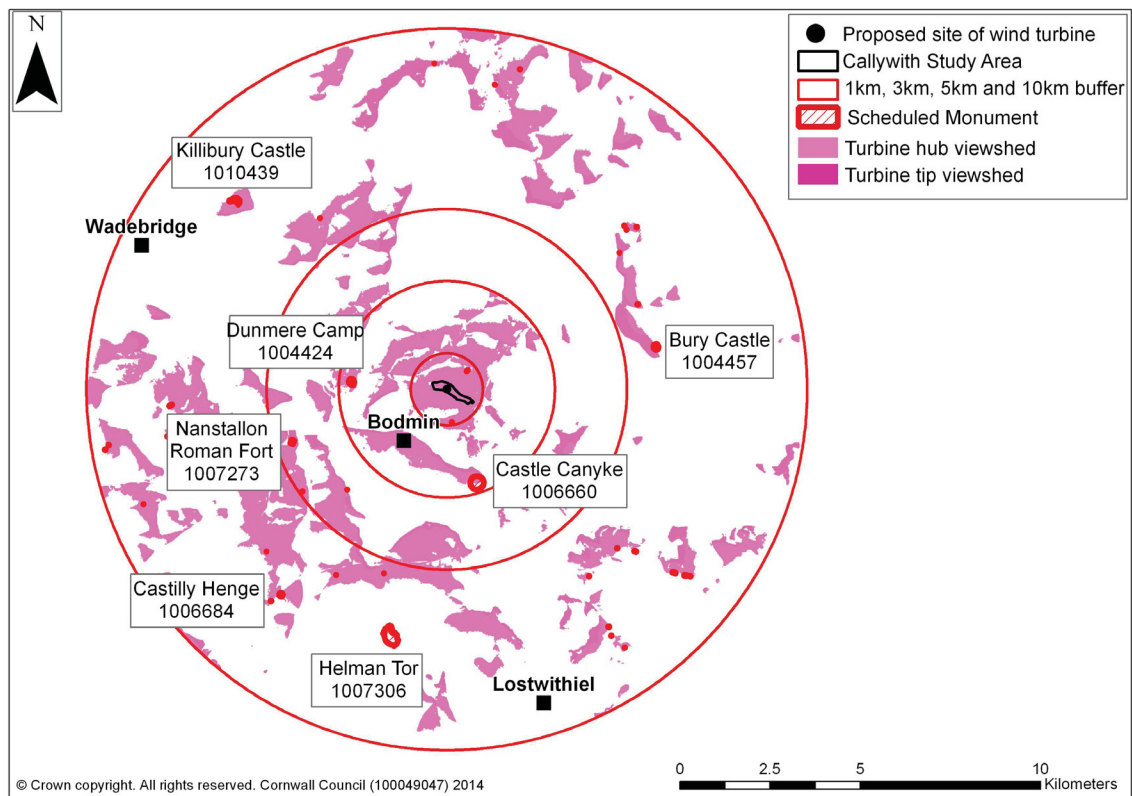 N
Proposed site of wind turbine
Callywith Study Area
1km, 3km, 5km and 10km buffer
Scheduled Monument
Turbine hub viewshed
Turbine tip viewshed
Killibury Castle
1010439
Wadebridge
Dunmere Camp
1004424
Bury Castle
1004457
Nanstallon
Roman Fort
1007273
Bodmin
Castle Canyke
1006660
Castilly Henge
1006684
Helman Tor
1007306
Lostwithiel
© Crown copyright. All rights reserved. Cornwall Council (100049047) 2014
0 2.5 5 10
Kilometers